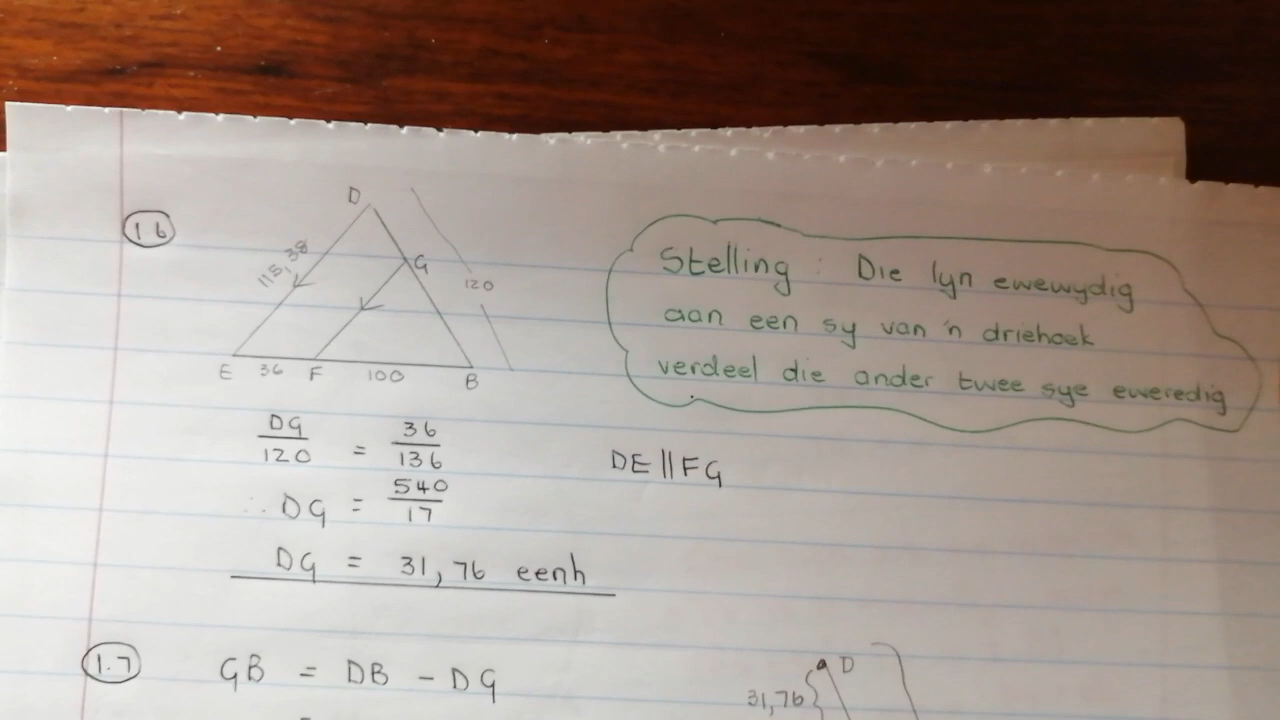 1.6
D
115,38
G
120
E 36 F 100 B
Stelling : Die lyn ewewydig
aan een sy van 'n driehoek
verdeel die ander twee sye eweredig
DG/120 = 36/136 DE||FG
∴ DG = 540/17
DG = 31,76 eenh
1.7 GB = DB - DG
D
31,76
=